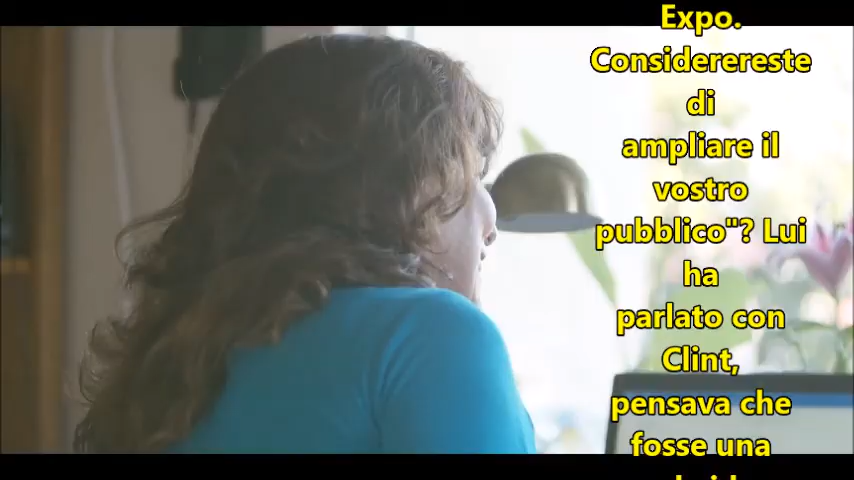 Expo.
Considerereste
di
ampliare il
vostro
pubblico"? Lui
ha
parlato con
Clint,
pensava che
fosse una